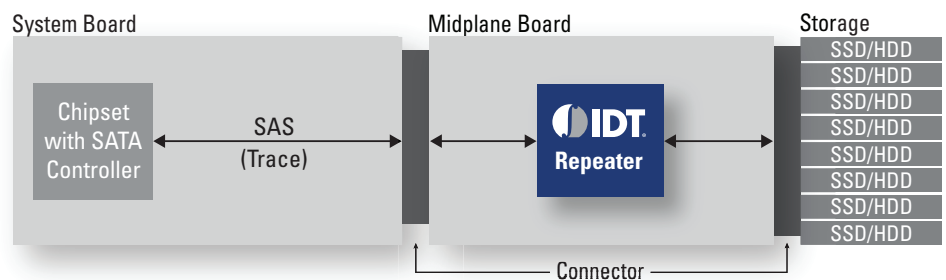 System Board
Midplane Board
Storage
Chipset
with SATA
Controller
SAS
(Trace)
IDT.
Repeater
SSD/HDD
SSD/HDD
SSD/HDD
SSD/HDD
SSD/HDD
SSD/HDD
SSD/HDD
SSD/HDD
Connector